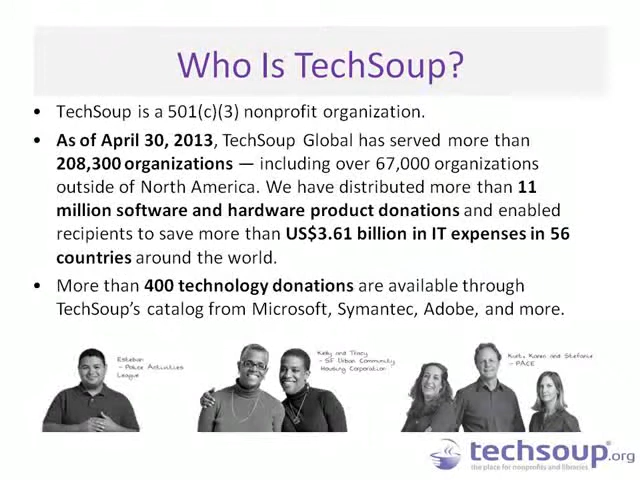 Who Is TechSoup?
• TechSoup is a 501(c)(3) nonprofit organization.
• As of April 30, 2013, TechSoup Global has served more than
208,300 organizations — including over 67,000 organizations
outside of North America. We have distributed more than 11
million software and hardware product donations and enabled
recipients to save more than US$3.61 billion in IT expenses in 56
countries around the world.
• More than 400 technology donations are available through
TechSoup's catalog from Microsoft, Symantec, Adobe, and more.
Esteban
- Police Activities
League
Kelly and Tracy
- SF Urban Community
Housing Corporation
Kurt, Karen and Stefanie
- PACE
techsoup.org
the place for nonprofits and libraries